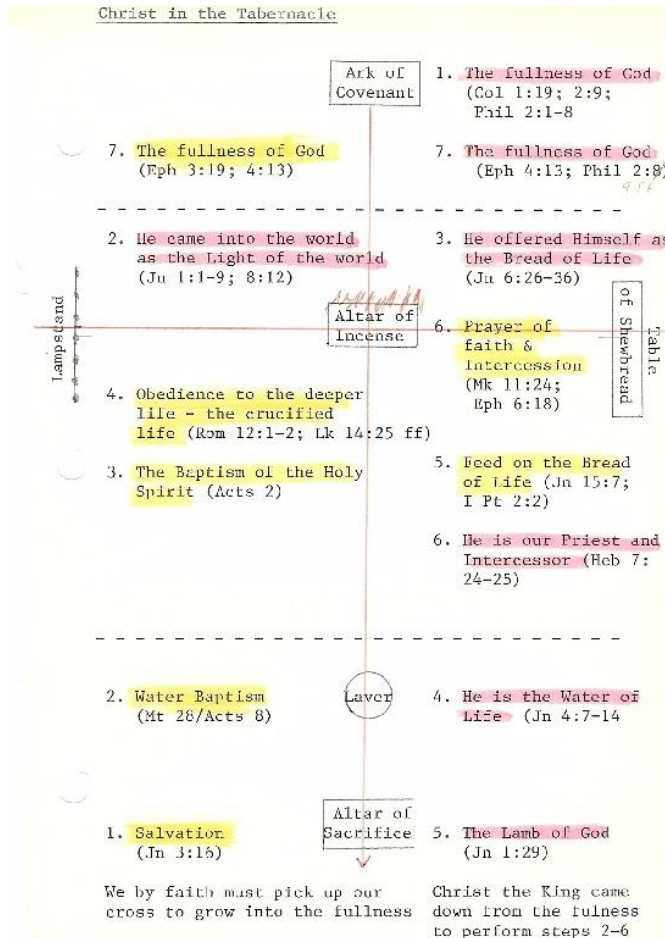 Christ in the Tabernacle
Ark of
Covenant
1. The fullness of God
(Col 1:19; 2:9;
Phil 2:1-8
7. The fullness of God
(Eph 3:19; 4:13)
7. The fullness of God
(Eph 4:13; Phil 2:8)
2. He came into the world
as the Light of the world
(Jn 1:1-9; 8:12)
3. He offered Himself as
the Bread of Life
(Jn 6:26-36)
Lampstand
Altar of
Incense
6. Prayer of
faith &
Intercession
(Mk 11:24;
Eph 6:18)
Table
of Shewbread
4. Obedience to the deeper
life - the crucified
life (Rom 12:1-2; Lk 14:25 ff)
3. The Baptism of the Holy
Spirit (Acts 2)
5. Feed on the Bread
of Life (Jn 15:7;
I Pt 2:2)
6. He is our Priest and
Intercessor (Heb 7:
24-25)
2. Water Baptism
(Mt 28/Acts 8)
Laver
4. He is the Water of
Life (Jn 4:7-14
Altar of
Sacrifice
1. Salvation
(Jn 3:16)
5. The Lamb of God
(Jn 1:29)
We by faith must pick up our
cross to grow into the fullness
Christ the King came
down from the fulness
to perform steps 2-6